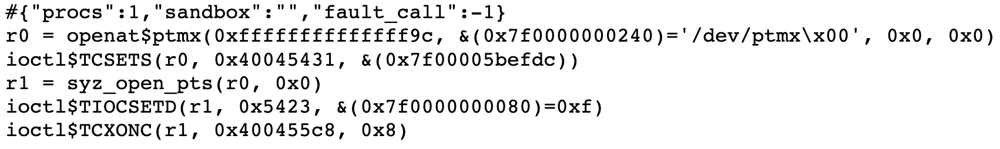 #{"procs":1,"sandbox":"","fault_call":-1}
r0 = openat$ptmx(0xffffffffffffff9c, &(0x7f0000000240)='/dev/ptmx\x00', 0x0, 0x0)
ioctl$TCSETS(r0, 0x40045431, &(0x7f00005befdc))
r1 = syz_open_pts(r0, 0x0)
ioctl$TIOCSETD(r1, 0x5423, &(0x7f0000000080)=0xf)
ioctl$TCXONC(r1, 0x400455c8, 0x8)